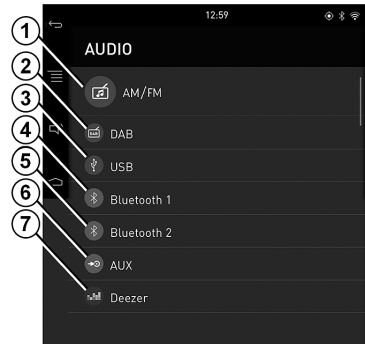 12:59
AUDIO
1
AM/FM
2
DAB
DAB
3
USB
4
Bluetooth 1
5
Bluetooth 2
6
AUX
7
Deezer